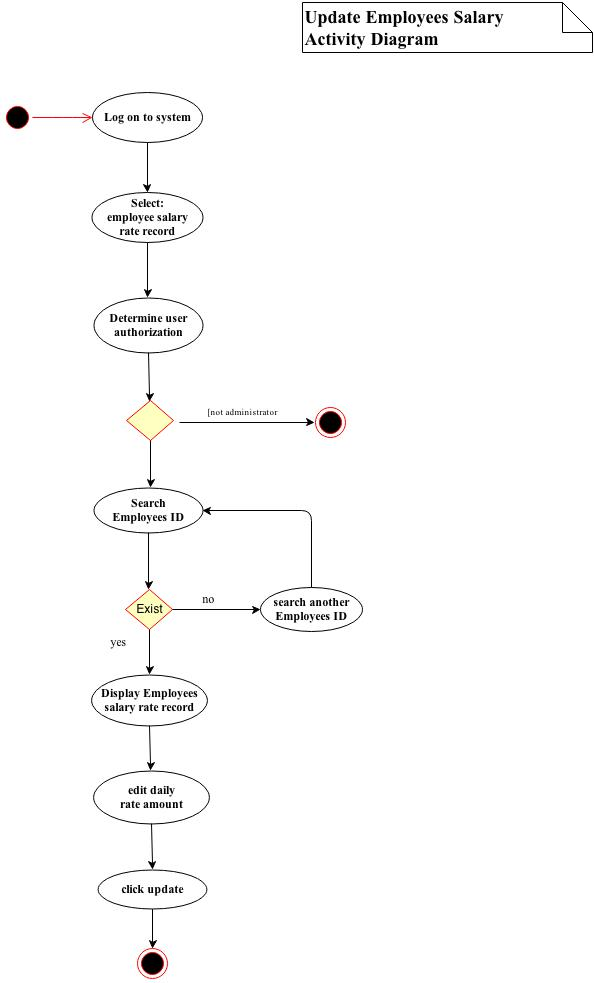 Update Employees Salary
Activity Diagram
Log on to system
Select:
employee salary
rate record
Determine user
authorization
[not administrator
Search
Employees ID
Exist
no
search another
Employees ID
yes
Display Employees
salary rate record
edit daily
rate amount
click update